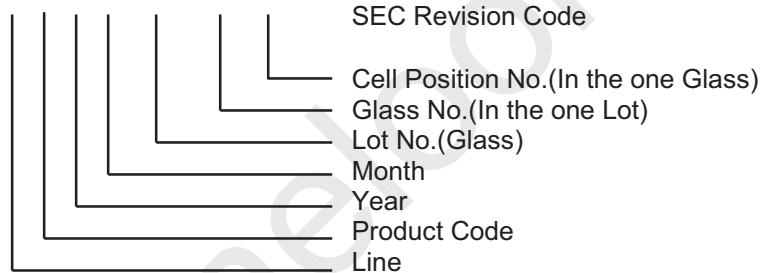 SEC Revision Code
Cell Position No.(In the one Glass)
Glass No.(In the one Lot)
Lot No.(Glass)
Month
Year
Product Code
Line